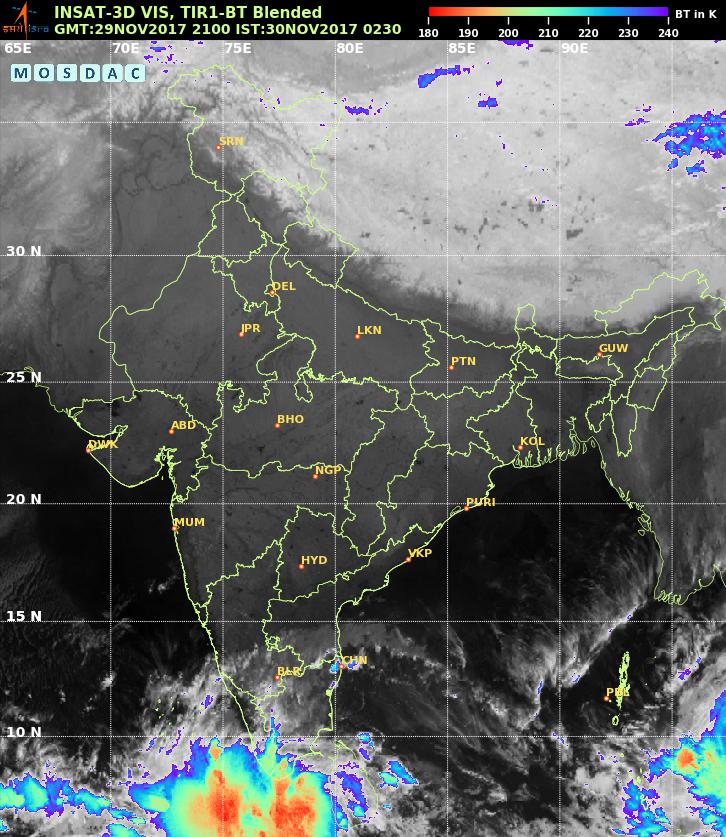 INSAT-3D VIS, TIR1-BT Blended
GMT:29NOV2017 2100 IST:30NOV2017 0230
BT in K
180 190 200 210 220 230 240
65E 70E 75E 80E 85E 90E
MOSDAC
SRN
30 N
DEL
JPR
LKN
GUW
PTN
25 N
ABD
BHO
DWK
KOL
NGP
20 N
PURI
MUM
VKP
HYD
15 N
CHN
BLR
10 N